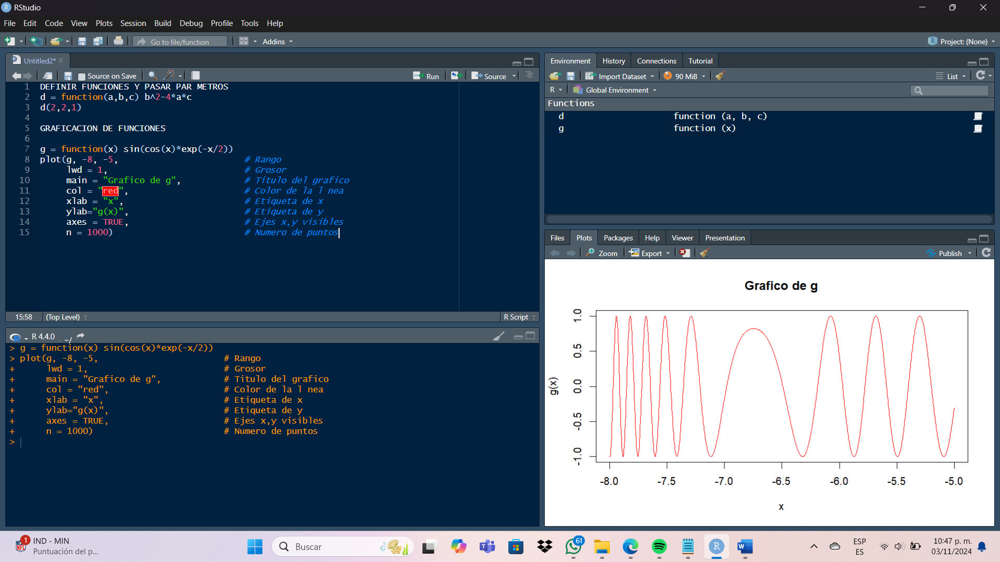 RStudio
File Edit Code View Plots Session Build Debug Profile Tools Help
Go to file/function Addins Project: (None)
Untitled2*
Source on Save Run Source
1 DEFINIR FUNCIONES Y PASAR PAR METROS
2 d = function(a,b,c) b^2-4*a*c
3 d(2,2,1)
4
5 GRAFICACION DE FUNCIONES
6
7 g = function(x) sin(cos(x)*exp(-x/2))
8 plot(g, -8, -5, # Rango
9 lwd = 1, # Grosor
10 main = "Grafico de g", # Titulo del grafico
11 col = "red", # Color de la l nea
12 xlab = "x", # Etiqueta de x
13 ylab="g(x)", # Etiqueta de y
14 axes = TRUE, # Ejes x,y visibles
15 n = 1000) # Numero de puntos
15:58 (Top Level) R Script
R 4.4.0 . ~/
> g = function(x) sin(cos(x)*exp(-x/2))
> plot(g, -8, -5, # Rango
+ lwd = 1, # Grosor
+ main = "Grafico de g", # Titulo del grafico
+ col = "red", # Color de la l nea
+ xlab = "x", # Etiqueta de x
+ ylab="g(x)", # Etiqueta de y
+ axes = TRUE, # Ejes x,y visibles
+ n = 1000) # Numero de puntos
>
Environment History Connections Tutorial
Import Dataset 90 MiB List
R Global Environment
Functions
d function (a, b, c)
g function (x)
Files Plots Packages Help Viewer Presentation
Zoom Export Publish
Grafico de g
g(x)
1.0
0.5
0.0
-0.5
-1.0
-8.0 -7.5 -7.0 -6.5 -6.0 -5.5 -5.0
x
1 NFL IND - MIN
Puntuación del p...
Buscar
61
ESP
ES
10:47 p. m.
03/11/2024